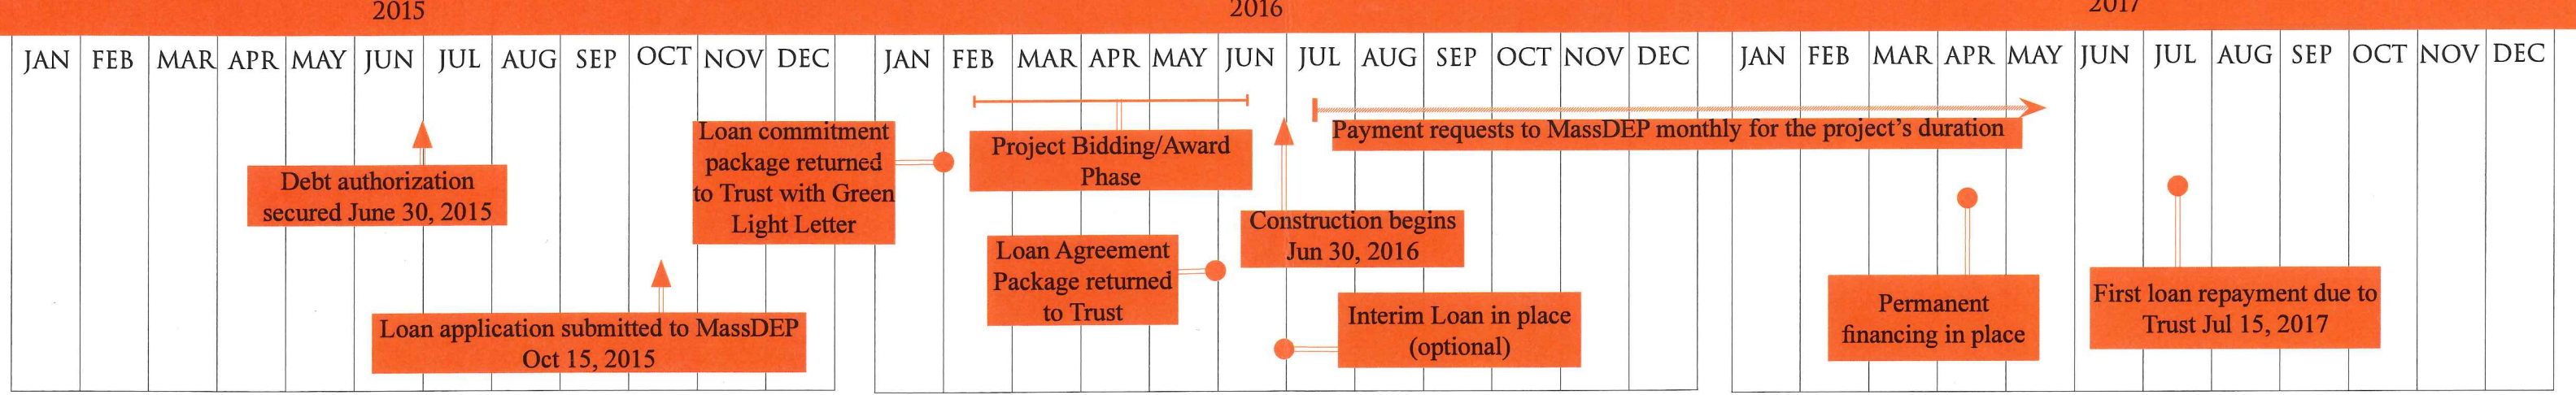 2015
2016
2017
JAN FEB MAR APR MAY JUN JUL AUG SEP OCT NOV DEC
JAN FEB MAR APR MAY JUN JUL AUG SEP OCT NOV DEC
JAN FEB MAR APR MAY JUN JUL AUG SEP OCT NOV DEC
Debt authorization
secured June 30, 2015
Loan application submitted to MassDEP
Oct 15, 2015
Loan commitment
package returned
to Trust with Green
Light Letter
Project Bidding/Award
Phase
Loan Agreement
Package returned
to Trust
Payment requests to MassDEP monthly for the project's duration
Construction begins
Jun 30, 2016
Interim Loan in place
(optional)
Permanent
financing in place
First loan repayment due to
Trust Jul 15, 2017